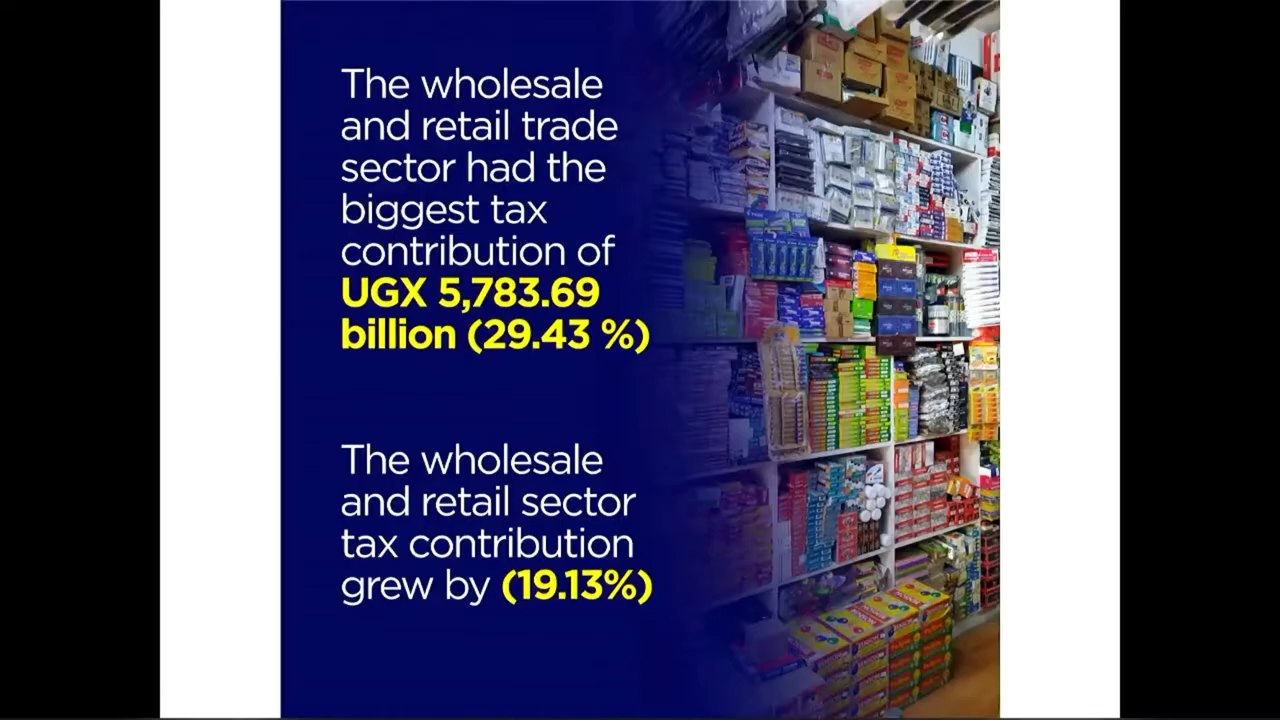 The wholesale
and retail trade
sector had the
biggest tax
contribution of
UGX 5,783.69
billion (29.43 %)
The wholesale
and retail sector
tax contribution
grew by (19.13%)